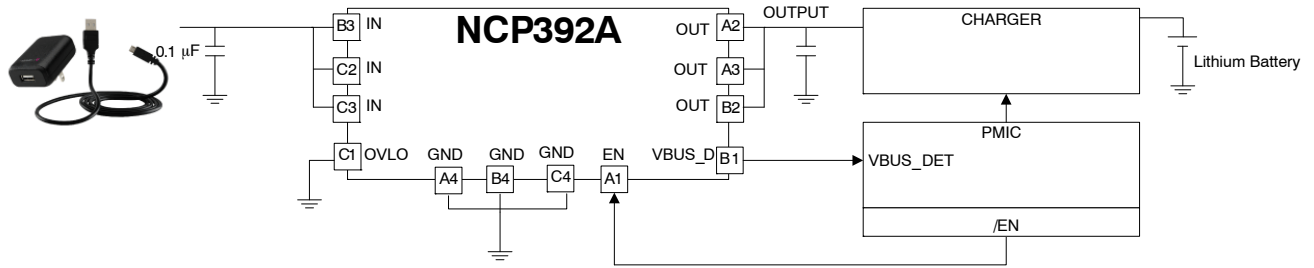 B3 IN NCP392A OUT A2 OUTPUT CHARGER
0.1 μF
C2 IN OUT A3 Lithium Battery
C3 IN OUT B2
PMIC
C1 OVLO GND GND GND EN VBUS_D B1 VBUS_DET
A4 B4 C4 A1
/EN